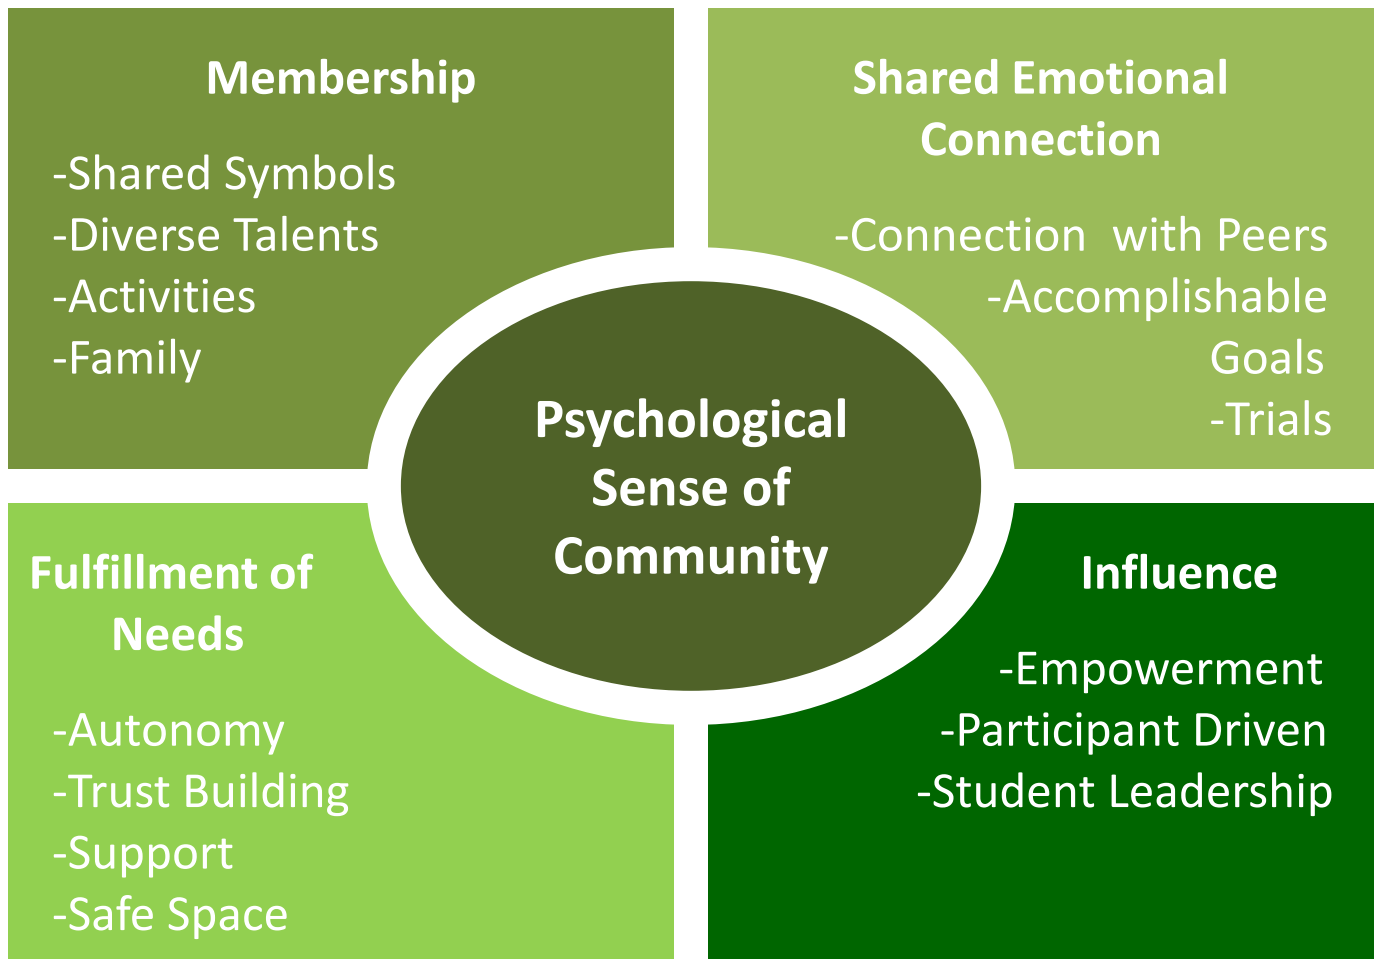 Membership
-Shared Symbols
-Diverse Talents
-Activities
-Family
Shared Emotional
Connection
-Connection  with Peers
-Accomplishable
Goals
-Trials
Psychological
Sense of
Community
Fulfillment of
Needs
-Autonomy
-Trust Building
-Support
-Safe Space
Influence
-Empowerment
-Participant Driven
-Student Leadership